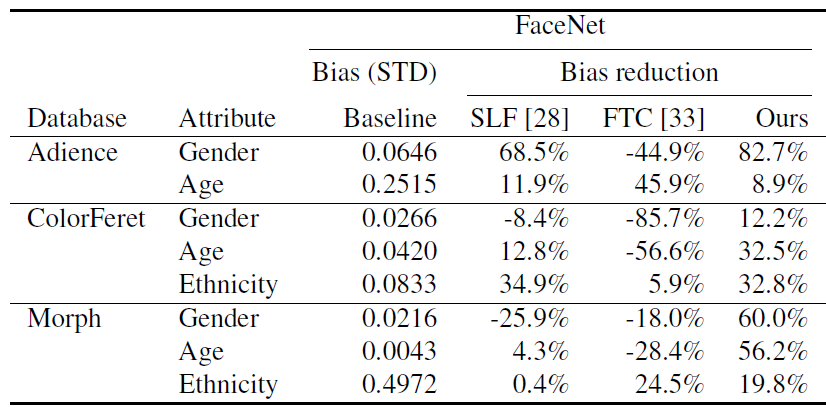 FaceNet
Bias (STD) Bias reduction
Database Attribute Baseline SLF [28] FTC [33] Ours
Adience Gender 0.0646 68.5% -44.9% 82.7%
Age 0.2515 11.9% 45.9% 8.9%
ColorFeret Gender 0.0266 -8.4% -85.7% 12.2%
Age 0.0420 12.8% -56.6% 32.5%
Ethnicity 0.0833 34.9% 5.9% 32.8%
Morph Gender 0.0216 -25.9% -18.0% 60.0%
Age 0.0043 4.3% -28.4% 56.2%
Ethnicity 0.4972 0.4% 24.5% 19.8%